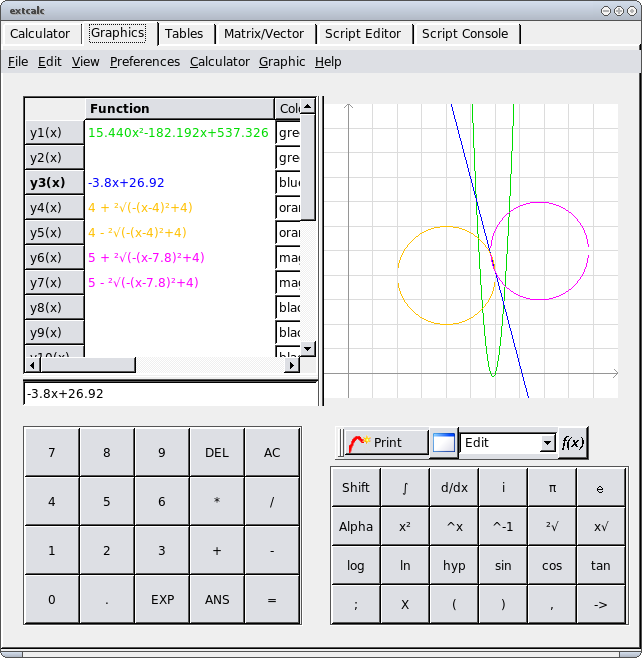 extcalc
Calculator Graphics Tables Matrix/Vector Script Editor Script Console
File Edit View Preferences Calculator Graphic Help
Function Colo
y1(x) 15.440x²-182.192x+537.326 gree
y2(x) gree
y3(x) -3.8x+26.92 blue
y4(x) 4 + ²√(-(x-4)²+4) oran
y5(x) 4 - ²√(-(x-4)²+4) oran
y6(x) 5 + ²√(-(x-7.8)²+4) mag
y7(x) 5 - ²√(-(x-7.8)²+4) mag
y8(x) blac
y9(x) blac
y10(x) blac
-3.8x+26.92
7 8 9 DEL AC
4 5 6 * /
1 2 3 + -
0 . EXP ANS =
Print Edit f(x)
Shift ∫ d/dx i π e
Alpha x² ^x ^-1 ²√ x√
log ln hyp sin cos tan
; X ( ) , ->